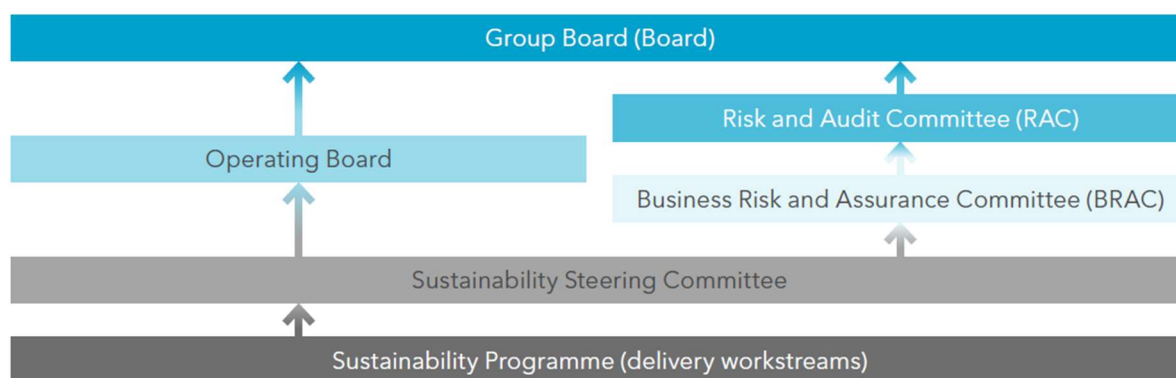 Group Board (Board)
Risk and Audit Committee (RAC)
Operating Board
Business Risk and Assurance Committee (BRAC)
Sustainability Steering Committee
Sustainability Programme (delivery workstreams)